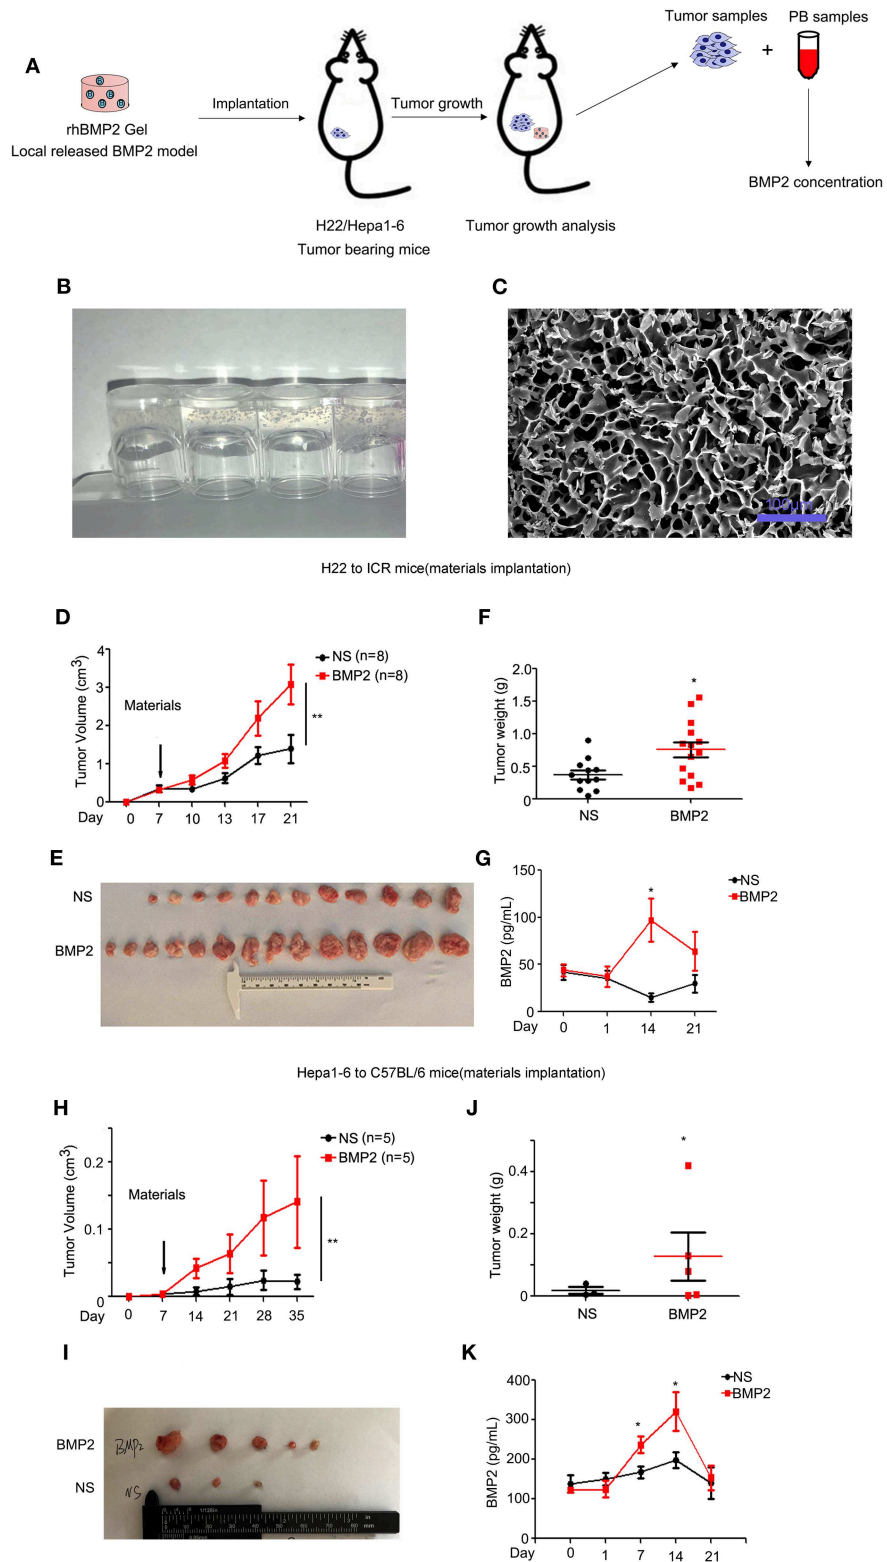 A
Tumor samples
PB samples
+
Implantation
Tumor growth
rhBMP2 Gel
Local released BMP2 model
BMP2 concentration
H22/Hepa1-6
Tumor bearing mice
Tumor growth analysis
B
C
100μm
H22 to ICR mice(materials implantation)
D
Tumor Volume (cm³)
4
3
2
1
0
Materials
NS (n=8)
BMP2 (n=8)
**
Day 0 7 10 13 17 21
F
Tumor weight (g)
2.0
1.5
1.0
0.5
0
*
NS BMP2
E
NS
BMP2
G
BMP2 (pg/mL)
150
100
50
0
*
NS
BMP2
Day 0 1 14 21
Hepa1-6 to C57BL/6 mice(materials implantation)
H
Tumor Volume (cm³)
0.2
0.1
0
Materials
NS (n=5)
BMP2 (n=5)
**
Day 0 7 14 21 28 35
J
Tumor weight (g)
0.4
0.2
0
*
NS BMP2
I
BMP2
BMP2
NS
NS
1/128in
in
mm
K
BMP2 (pg/mL)
400
300
200
100
0
*
*
NS
BMP2
Day 0 1 7 14 21